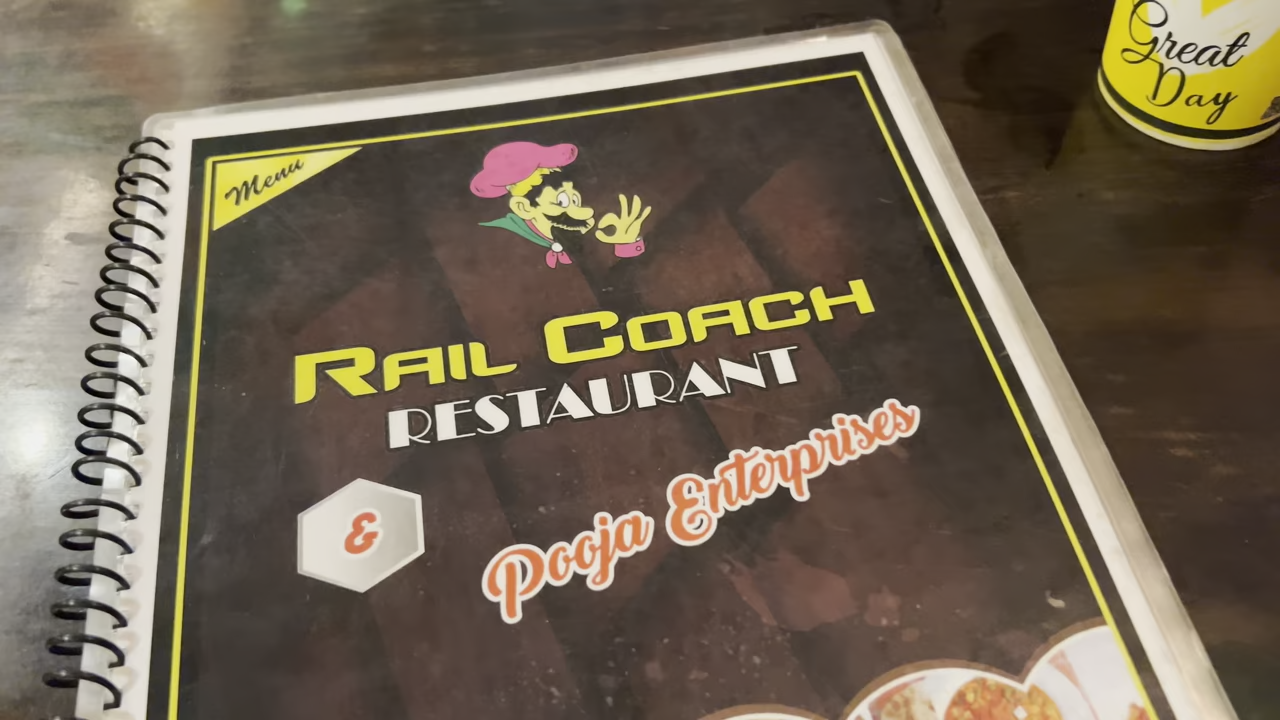 Great
Day
Menu
RAIL COACH
RESTAURANT
&
Pooja Enterprises